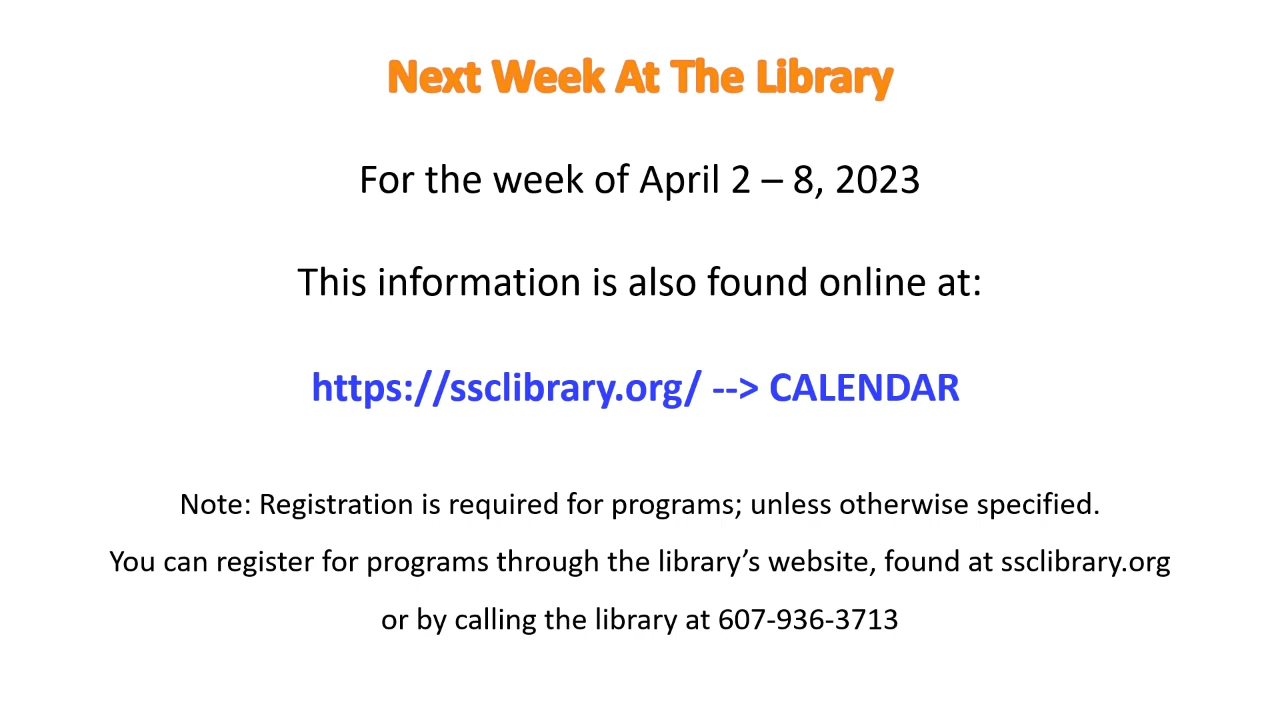 Next Week At The Library
For the week of April 2 – 8, 2023
This information is also found online at:
https://ssclibrary.org/ --> CALENDAR
Note: Registration is required for programs; unless otherwise specified.
You can register for programs through the library’s website, found at ssclibrary.org
or by calling the library at 607-936-3713